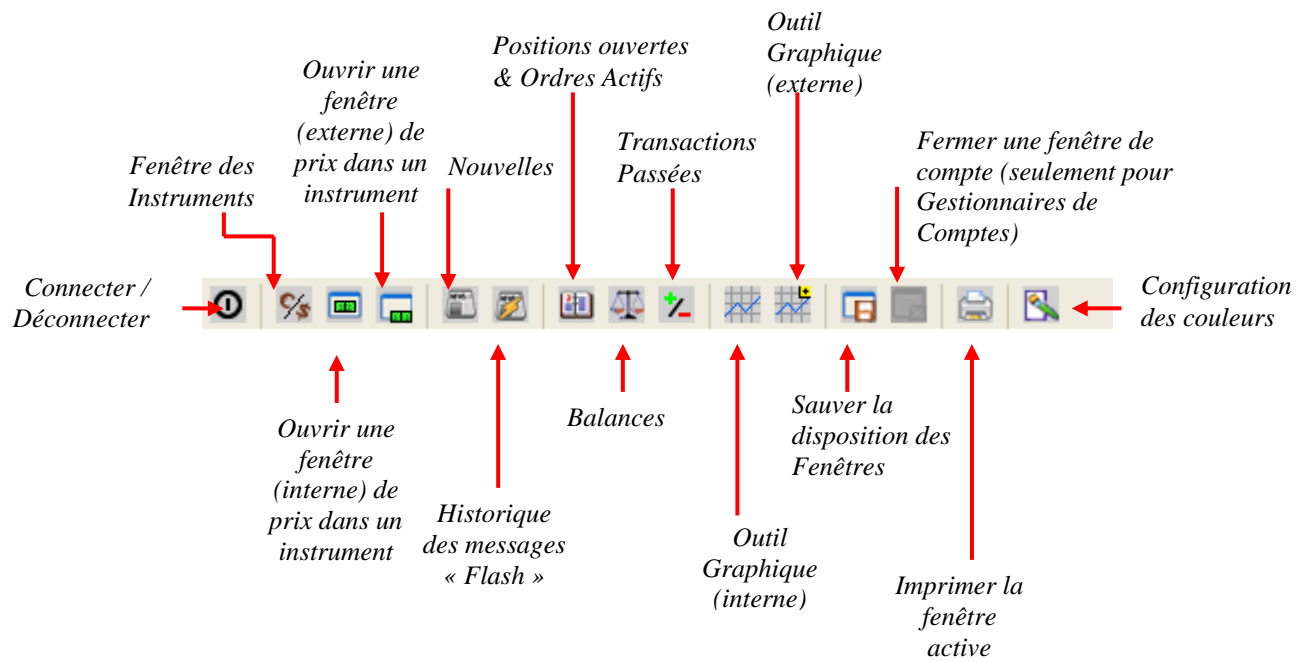 Outil
Graphique
(externe)
Positions ouvertes
& Ordres Actifs
Ouvrir une
fenêtre
(externe) de
prix dans un
instrument
Fermer une fenêtre de
compte (seulement pour
Gestionnaires de
Comptes)
Transactions
Passées
Fenêtre des
Instruments
Nouvelles
Connecter /
Déconnecter
Configuration
des couleurs
Ouvrir une
fenêtre
(interne) de
prix dans un
instrument
Historique
des messages
« Flash »
Balances
Outil
Graphique
(interne)
Sauver la
disposition des
Fenêtres
Imprimer la
fenêtre
active